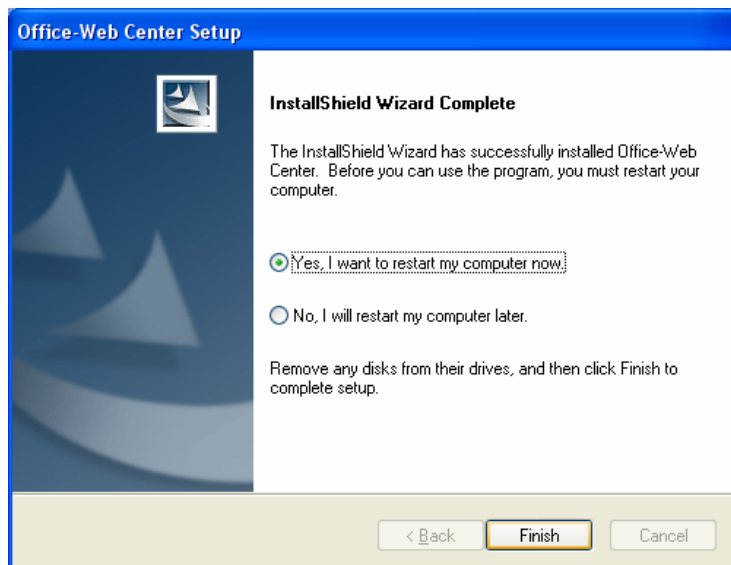 Office-Web Center Setup
InstallShield Wizard Complete
The InstallShield Wizard has successfully installed Office-Web
Center. Before you can use the program, you must restart your
computer.
Yes, I want to restart my computer now.
No, I will restart my computer later.
Remove any disks from their drives, and then click Finish to
complete setup.
< Back
Finish
Cancel